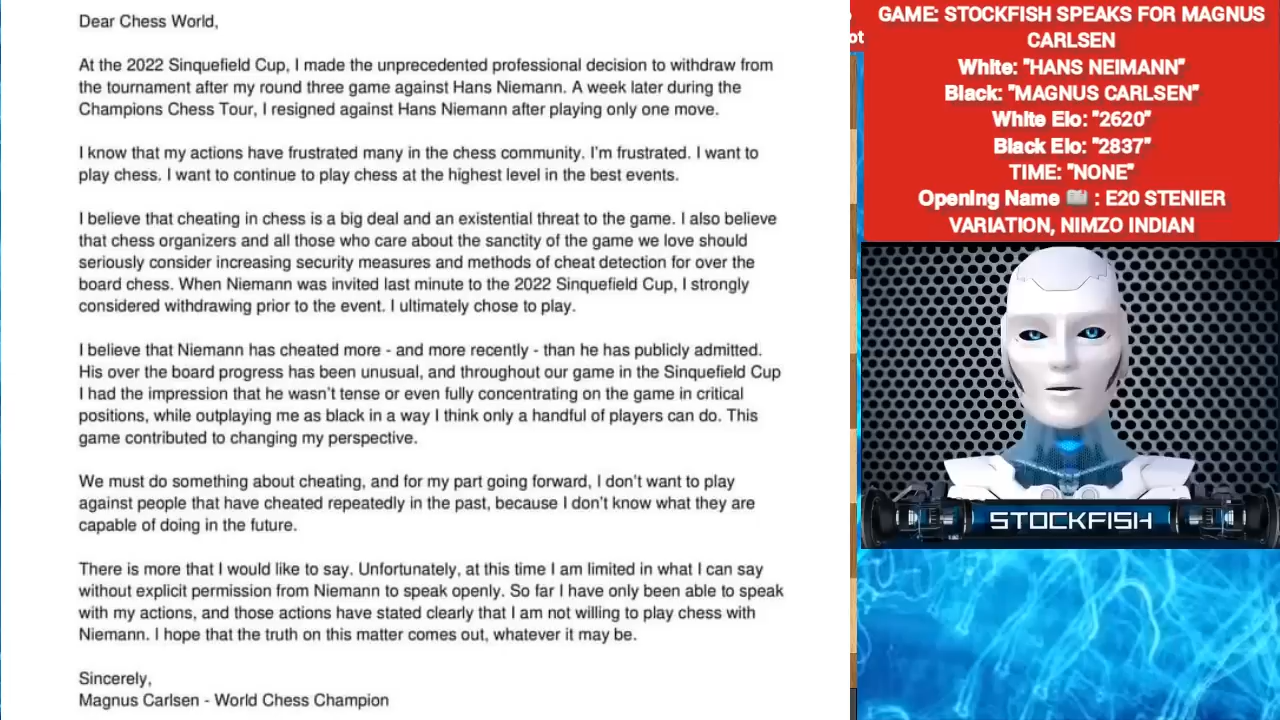 Dear Chess World,
At the 2022 Sinquefield Cup, I made the unprecedented professional decision to withdraw from
the tournament after my round three game against Hans Niemann. A week later during the
Champions Chess Tour, I resigned against Hans Niemann after playing only one move.
I know that my actions have frustrated many in the chess community. I'm frustrated. I want to
play chess. I want to continue to play chess at the highest level in the best events.
I believe that cheating in chess is a big deal and an existential threat to the game. I also believe
that chess organizers and all those who care about the sanctity of the game we love should
seriously consider increasing security measures and methods of cheat detection for over the
board chess. When Niemann was invited last minute to the 2022 Sinquefield Cup, I strongly
considered withdrawing prior to the event. I ultimately chose to play.
I believe that Niemann has cheated more - and more recently - than he has publicly admitted.
His over the board progress has been unusual, and throughout our game in the Sinquefield Cup
I had the impression that he wasn't tense or even fully concentrating on the game in critical
positions, while outplaying me as black in a way I think only a handful of players can do. This
game contributed to changing my perspective.
We must do something about cheating, and for my part going forward, I don't want to play
against people that have cheated repeatedly in the past, because I don't know what they are
capable of doing in the future.
There is more that I would like to say. Unfortunately, at this time I am limited in what I can say
without explicit permission from Niemann to speak openly. So far I have only been able to speak
with my actions, and those actions have stated clearly that I am not willing to play chess with
Niemann. I hope that the truth on this matter comes out, whatever it may be.
Sincerely,
Magnus Carlsen - World Chess Champion
ot
GAME: STOCKFISH SPEAKS FOR MAGNUS
CARLSEN
White: "HANS NEIMANN"
Black: "MAGNUS CARLSEN"
White Elo: "2620"
Black Elo: "2837"
TIME: "NONE"
Opening Name 📖 : E20 STENIER
VARIATION, NIMZO INDIAN
STOCKFISH